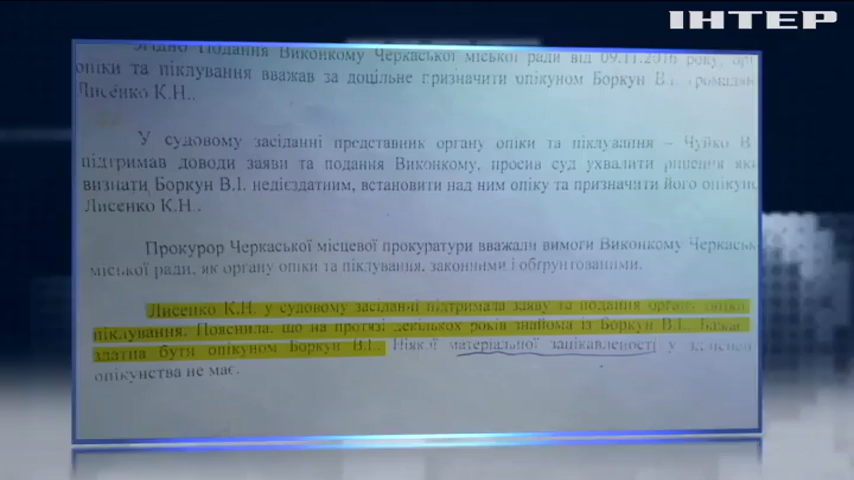 ІНТЕР
Згідно Подання Виконкому Черкаської міської ради від 09.11.2016 року, орг
опіки та піклування вважав за доцільне призначити опікуном Боркун В.І. громадян
Лисенко К.Н..
У судовому засіданні представник органу опіки та піклування – Чуйко В
підтримав доводи заяви та подання Виконкому, просив суд ухвалити рішення яки
визнати Боркун В.І. недієздатним, встановити над ним опіку та призначити його опікун
Лисенко К.Н..
Прокурор Черкаської місцевої прокуратури вважали вимоги Виконкому Черкась
міської ради, як органу опіки та піклування, законними і обґрунтованими.
Лисенко К.Н. у судовому засіданні підтримала заяву та подання органу опіки
піклування. Пояснила, що на протязі декількох років знайома із Боркун В.І.. Бажає
здатна бути опікуном Боркун В.І.. Ніякої матеріальної зацікавленості у
опікунства не має.